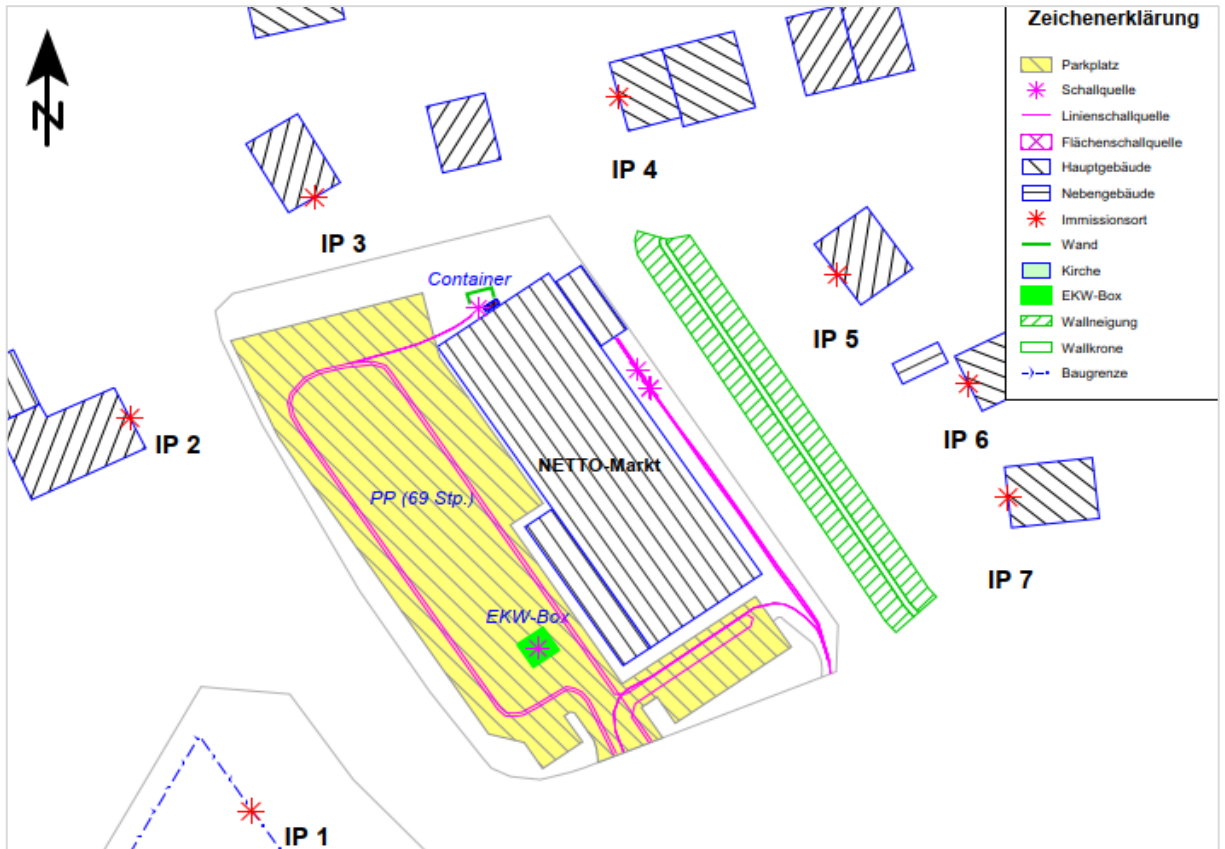 Zeichenerklärung
Parkplatz
Schallquelle
Linienschallquelle
Flächenschallquelle
Hauptgebäude
Nebengebäude
Immissionsort
Wand
Kirche
EKW-Box
Wallneigung
Wallkrone
Baugrenze
N
IP 4
IP 3
Container
IP 5
IP 2
IP 6
NETTO-Markt
PP (69 Stp.)
IP 7
EKW-Box
IP 1